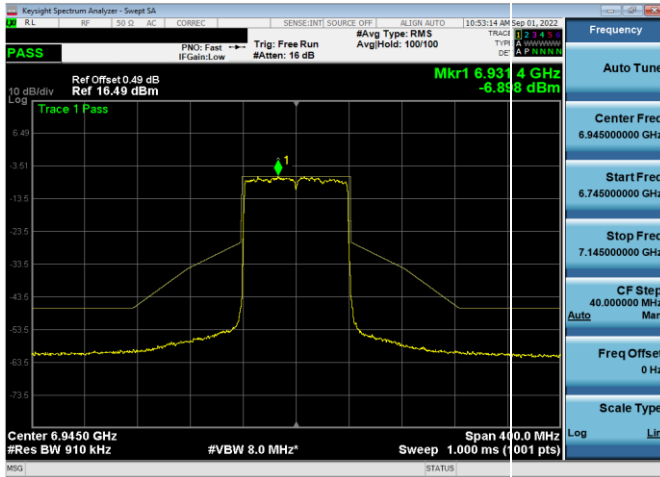 Keysight Spectrum Analyzer - Swept SA
RL RF 50 Ω AC CORREC SENSE:INT SOURCE OFF ALIGN AUTO 10:53:14 AM Sep 01, 2022
PASS
PNO: Fast
IFGain:Low
Trig: Free Run
#Atten: 16 dB
#Avg Type: RMS
Avg|Hold: 100/100
TRACE 1 2 3 4 5 6
TYPE A WWWWW
DET A P N N N N
Ref Offset 0.49 dB
10 dB/div Ref 16.49 dBm
Mkr1 6.931 4 GHz
-6.898 dBm
Log
Trace 1 Pass
1
6.49
-3.51
-13.5
-23.5
-33.5
-43.5
-53.5
-63.5
-73.5
Center 6.9450 GHz
#Res BW 910 kHz
#VBW 8.0 MHz*
Span 400.0 MHz
Sweep 1.000 ms (1001 pts)
MSG STATUS
Frequency
Auto Tune
Center Freq
6.945000000 GHz
Start Freq
6.745000000 GHz
Stop Freq
7.145000000 GHz
CF Step
40.000000 MHz
Auto Man
Freq Offset
0 Hz
Scale Type
Log Lin